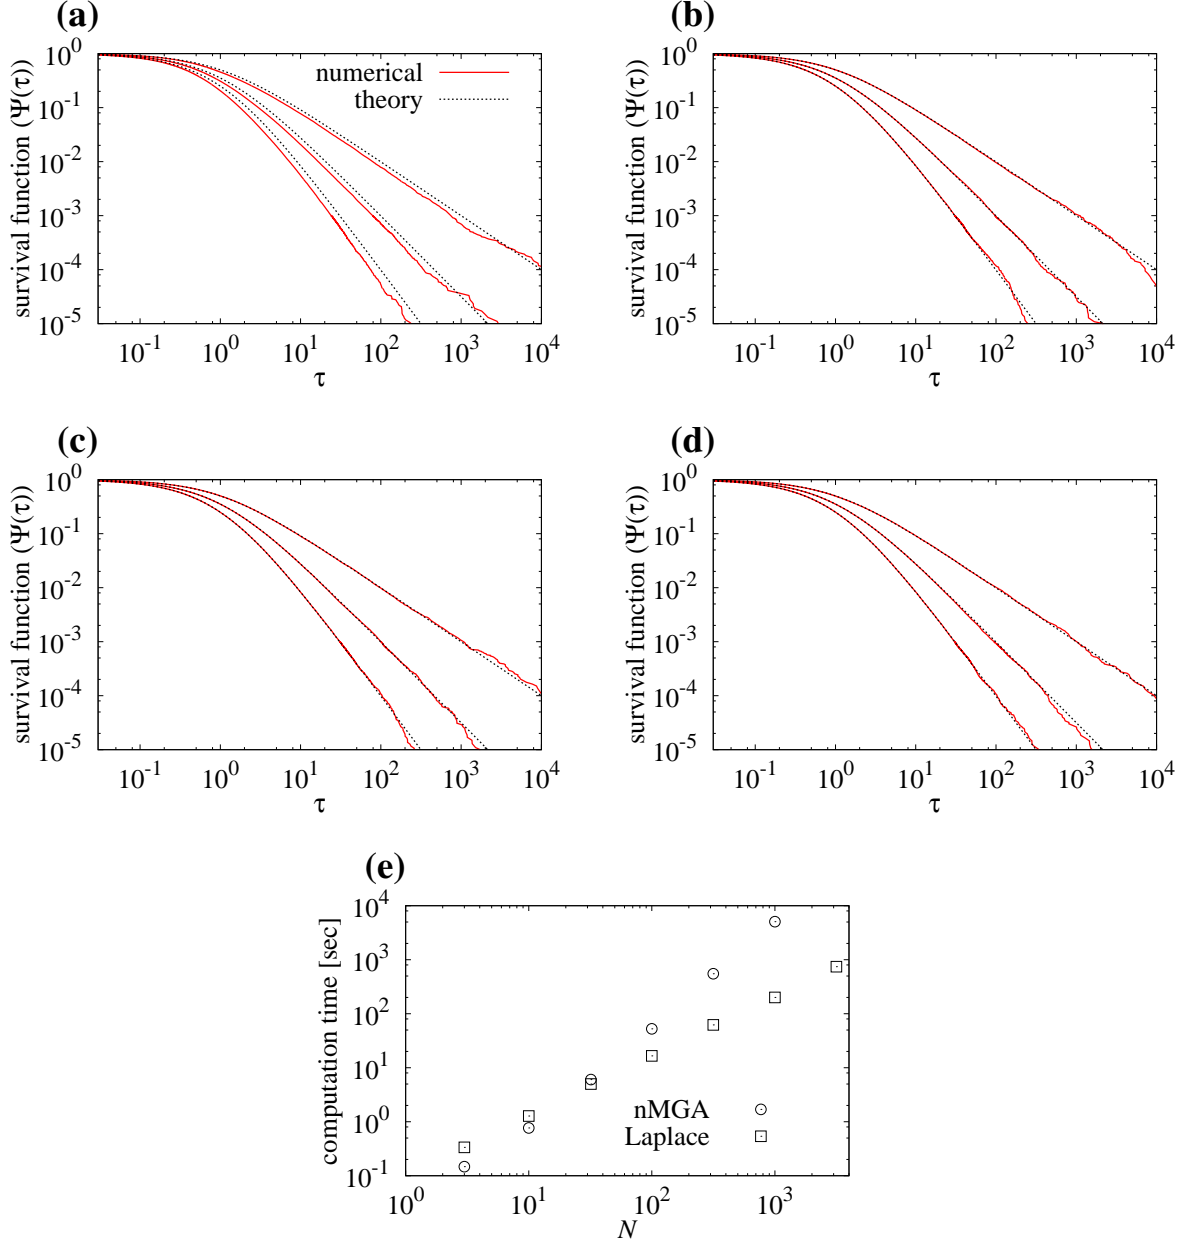 (a)
survival function (Ψ(τ))
10^0
10^-1
10^-2
10^-3
10^-4
10^-5
numerical
theory
10^-1 10^0 10^1 10^2 10^3 10^4
τ
(b)
survival function (Ψ(τ))
10^0
10^-1
10^-2
10^-3
10^-4
10^-5
10^-1 10^0 10^1 10^2 10^3 10^4
τ
(c)
survival function (Ψ(τ))
10^0
10^-1
10^-2
10^-3
10^-4
10^-5
10^-1 10^0 10^1 10^2 10^3 10^4
τ
(d)
survival function (Ψ(τ))
10^0
10^-1
10^-2
10^-3
10^-4
10^-5
10^-1 10^0 10^1 10^2 10^3 10^4
τ
(e)
computation time [sec]
10^4
10^3
10^2
10^1
10^0
10^-1
nMGA
Laplace
10^0 10^1 10^2 10^3
N